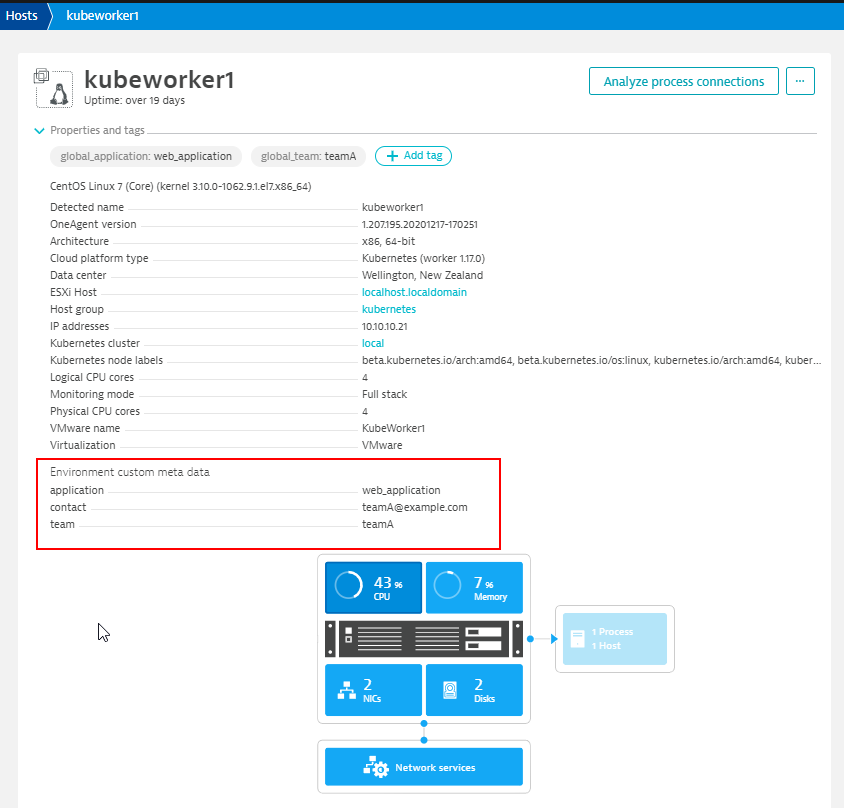 Hosts kubeworker1
kubeworker1
Uptime: over 19 days
Analyze process connections ...
Properties and tags
global_application: web_application global_team: teamA Add tag
CentOS Linux 7 (Core) (kernel 3.10.0-1062.9.1.el7.x86_64)
Detected name kubeworker1
OneAgent version 1.207.195.20201217-170251
Architecture x86, 64-bit
Cloud platform type Kubernetes (worker 1.17.0)
Data center Wellington, New Zealand
ESXi Host localhost.localdomain
Host group kubernetes
IP addresses 10.10.10.21
Kubernetes cluster local
Kubernetes node labels beta.kubernetes.io/arch:amd64, beta.kubernetes.io/os:linux, kubernetes.io/arch:amd64, kuber...
Logical CPU cores 4
Monitoring mode Full stack
Physical CPU cores 4
VMware name KubeWorker1
Virtualization VMware
Environment custom meta data
application web_application
contact teamA@example.com
team teamA
43 %
CPU
7 %
Memory
1 Process
1 Host
2
NICs
2
Disks
Network services